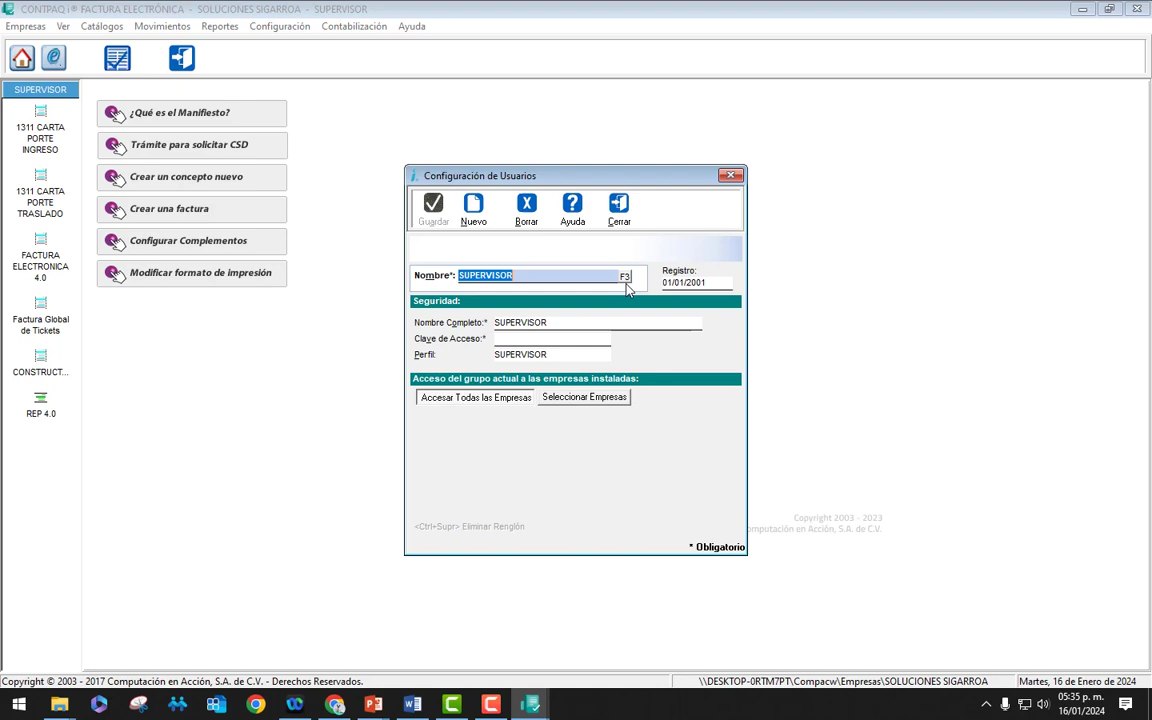 CONTPAQ i® FACTURA ELECTRÓNICA - SOLUCIONES SIGARROA - SUPERVISOR
Empresas Ver Catálogos Movimientos Reportes Configuración Contabilización Ayuda
SUPERVISOR
1311 CARTA
PORTE
INGRESO
1311 CARTA
PORTE
TRASLADO
FACTURA
ELECTRONICA
4.0
Factura Global
de Tickets
CONSTRUCT...
REP 4.0
¿Qué es el Manifiesto?
Trámite para solicitar CSD
Crear un concepto nuevo
Crear una factura
Configurar Complementos
Modificar formato de impresión
Configuración de Usuarios
Guardar Nuevo Borrar Ayuda Cerrar
Nombre*: SUPERVISOR F3
Registro:
01/01/2001
Seguridad:
Nombre Completo:* SUPERVISOR
Clave de Acceso:*
Perfil: SUPERVISOR
Acceso del grupo actual a las empresas instaladas:
Accesar Todas las Empresas Seleccionar Empresas
<Ctrl+Supr> Eliminar Renglón
* Obligatorio
Copyright 2003 - 2023
omputación en Acción, S.A. de C.V.
Copyright © 2003 - 2017 Computación en Acción, S.A. de C.V. - Derechos Reservados.
\\DESKTOP-0RTM7PT\Compacw\Empresas\SOLUCIONES SIGARROA
Martes, 16 de Enero de 2024
05:35 p. m.
16/01/2024